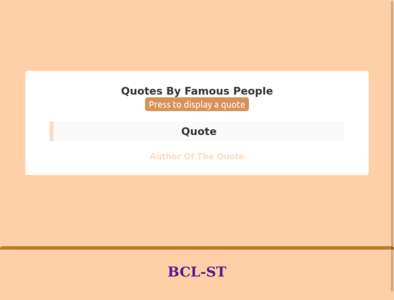 Quotes By Famous People
Press to display a quote
Quote
Author Of The Quote
BCL-ST